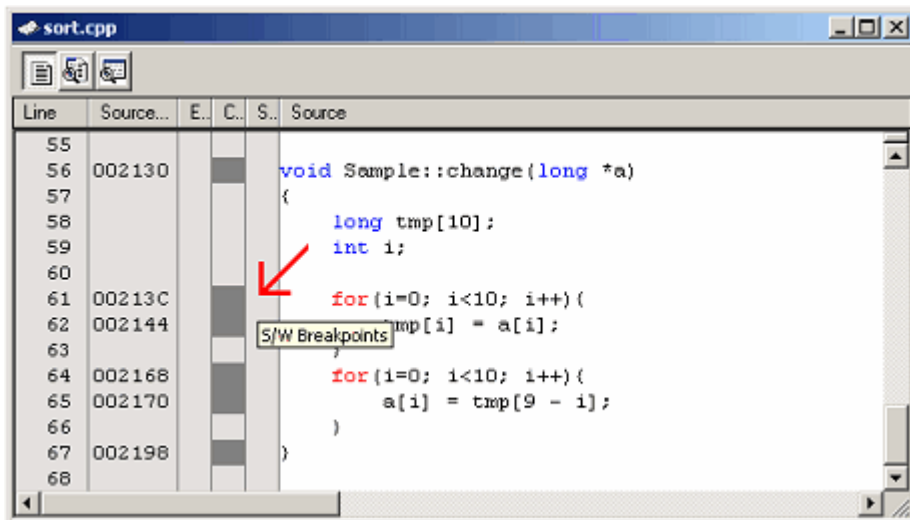 sort.cpp
Line Source... E.. C.. S.. Source
55
56 002130 void Sample::change(long *a)
57 {
58 long tmp[10];
59 int i;
60
61 00213C for(i=0; i<10; i++){
62 002144 tmp[i] = a[i];
S/W Breakpoints
63 }
64 002168 for(i=0; i<10; i++){
65 002170 a[i] = tmp[9 - i];
66 }
67 002198 }
68